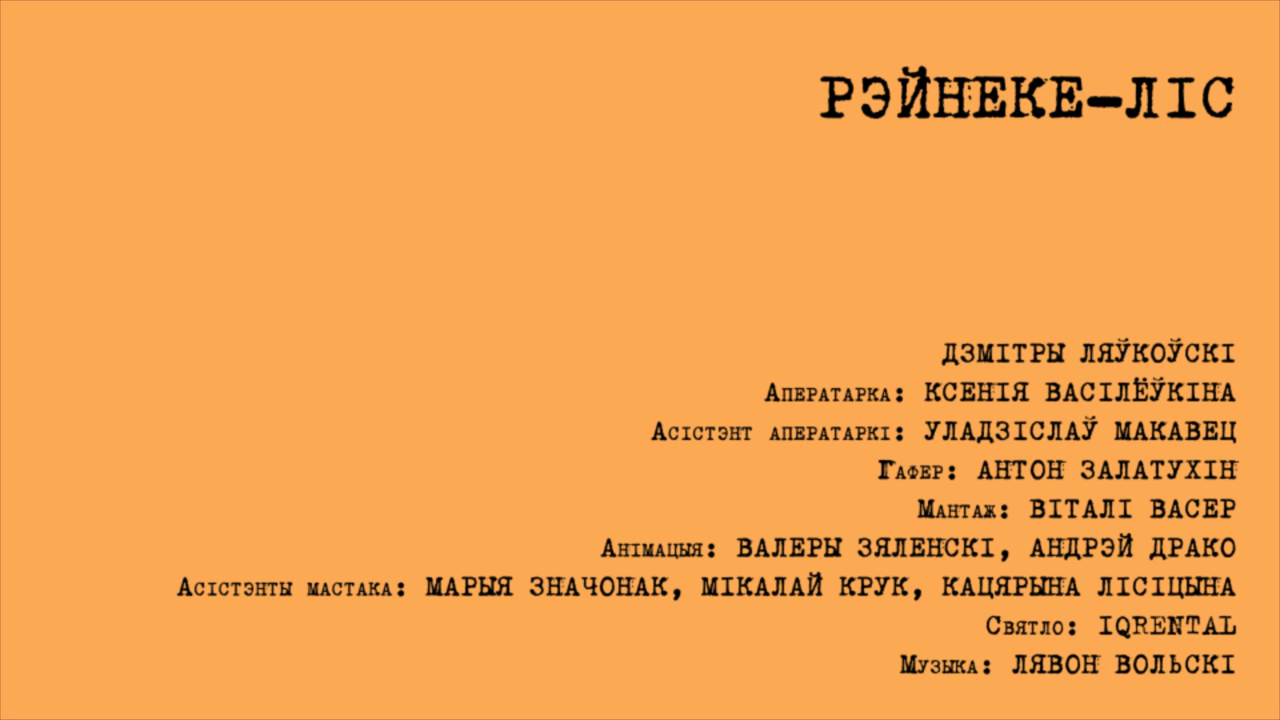 РЭЙНЕКЕ-ЛІС
ДЗМІТРЫ ЛЯЎКОЎСКІ
Аператарка: КСЕНІЯ ВАСІЛЁЎКІНА
Асістэнт аператаркі: УЛАДЗІСЛАЎ МАКАВЕЦ
Гафер: АНТОН ЗАЛАТУХІН
Мантаж: ВІТАЛІ ВАСЕР
Анімацыя: ВАЛЕРЫ ЗЯЛЕНСКІ, АНДРЭЙ ДРАКО
Асістэнты мастака: МАРЫЯ ЗНАЧОНАК, МІКАЛАЙ КРУК, КАЦЯРЫНА ЛІСІЦЫНА
Святло: IQRENTAL
Музыка: ЛЯВОН ВОЛЬСКІ